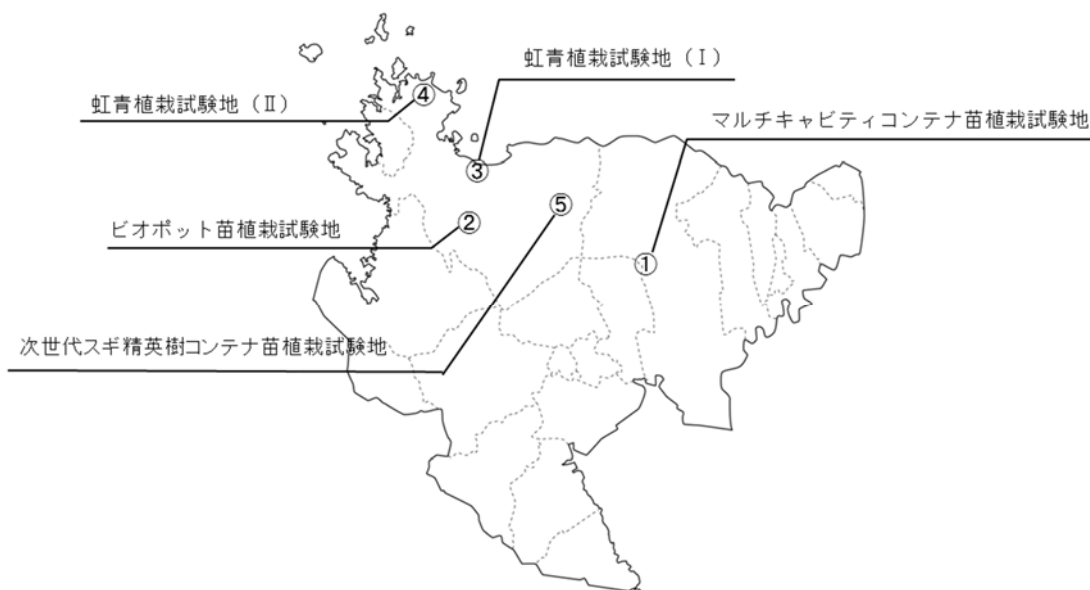 虹青植栽試験地（Ⅰ）
虹青植栽試験地（Ⅱ）
④
マルチキャビティコンテナ苗植栽試験地
③
⑤
②
ビオポット苗植栽試験地
①
次世代スギ精英樹コンテナ苗植栽試験地